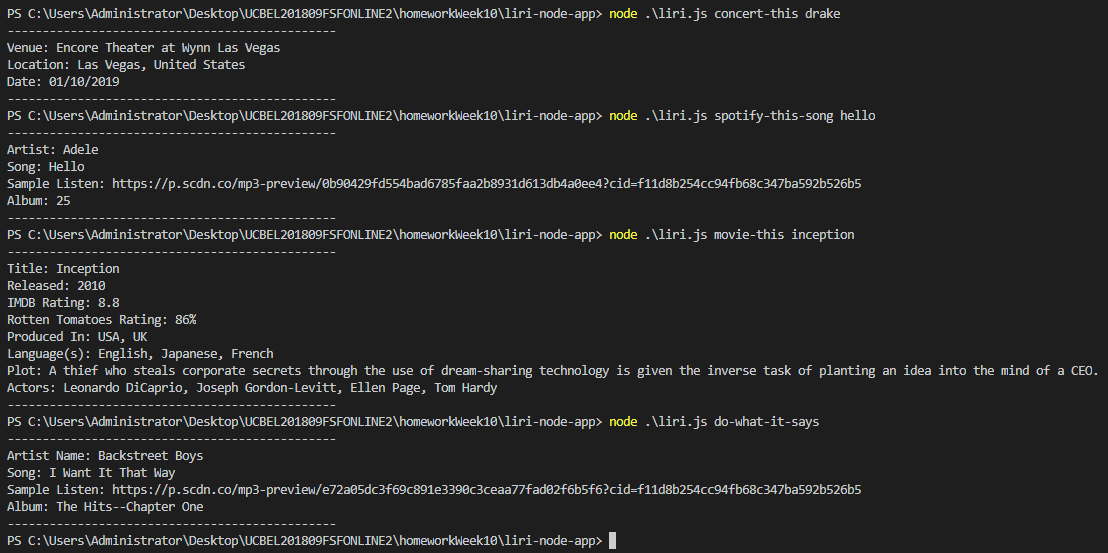 PS C:\Users\Administrator\Desktop\UCBEL201809FSFONLINE2\homeworkWeek10\liri-node-app> node .\liri.js concert-this drake
-----------------------------------------------
Venue: Encore Theater at Wynn Las Vegas
Location: Las Vegas, United States
Date: 01/10/2019
-----------------------------------------------
PS C:\Users\Administrator\Desktop\UCBEL201809FSFONLINE2\homeworkWeek10\liri-node-app> node .\liri.js spotify-this-song hello
-----------------------------------------------
Artist: Adele
Song: Hello
Sample Listen: https://p.scdn.co/mp3-preview/0b90429fd554bad6785faa2b8931d613db4a0ee4?cid=f11d8b254cc94fb68c347ba592b526b5
Album: 25
-----------------------------------------------
PS C:\Users\Administrator\Desktop\UCBEL201809FSFONLINE2\homeworkWeek10\liri-node-app> node .\liri.js movie-this inception
-----------------------------------------------
Title: Inception
Released: 2010
IMDB Rating: 8.8
Rotten Tomatoes Rating: 86%
Produced In: USA, UK
Language(s): English, Japanese, French
Plot: A thief who steals corporate secrets through the use of dream-sharing technology is given the inverse task of planting an idea into the mind of a CEO.
Actors: Leonardo DiCaprio, Joseph Gordon-Levitt, Ellen Page, Tom Hardy
-----------------------------------------------
PS C:\Users\Administrator\Desktop\UCBEL201809FSFONLINE2\homeworkWeek10\liri-node-app> node .\liri.js do-what-it-says
-----------------------------------------------
Artist Name: Backstreet Boys
Song: I Want It That Way
Sample Listen: https://p.scdn.co/mp3-preview/e72a05dc3f69c891e3390c3ceaa77fad02f6b5f6?cid=f11d8b254cc94fb68c347ba592b526b5
Album: The Hits--Chapter One
-----------------------------------------------
PS C:\Users\Administrator\Desktop\UCBEL201809FSFONLINE2\homeworkWeek10\liri-node-app>